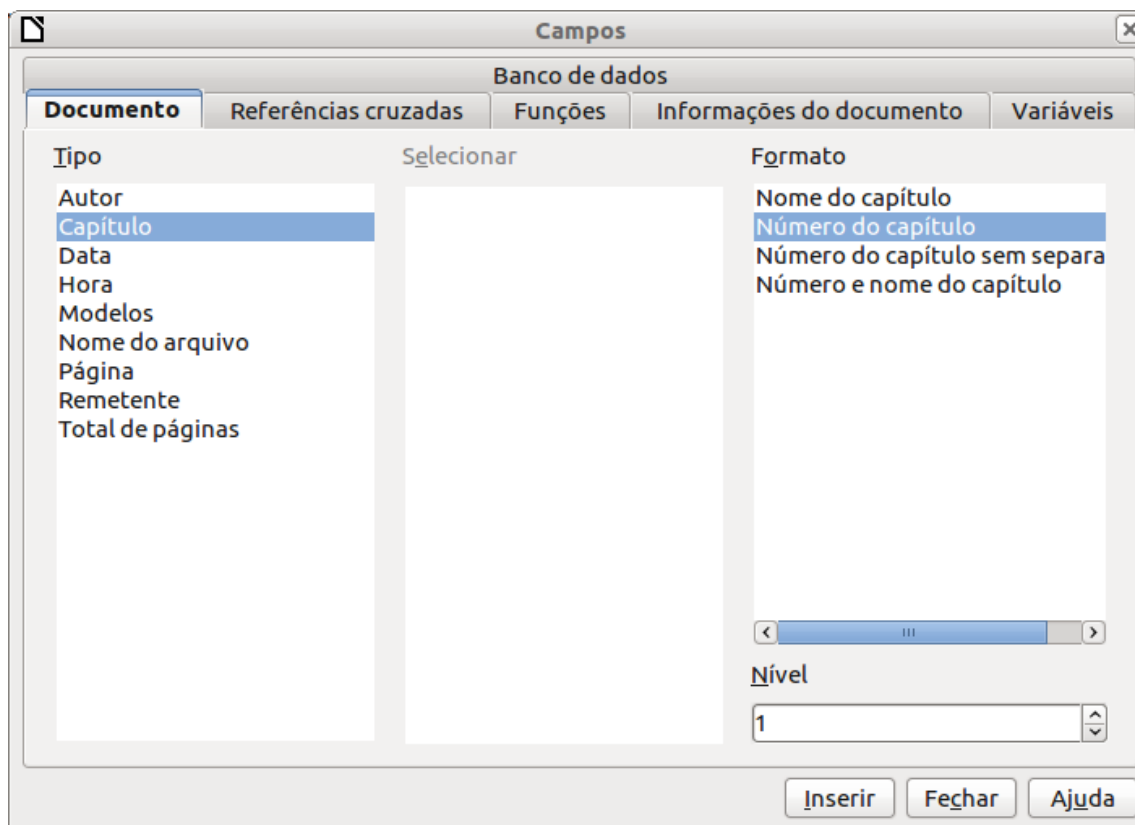 Campos
Banco de dados
Documento Referências cruzadas Funções Informações do documento Variáveis
Tipo
Autor
Capítulo
Data
Hora
Modelos
Nome do arquivo
Página
Remetente
Total de páginas
Selecionar
Formato
Nome do capítulo
Número do capítulo
Número do capítulo sem separa
Número e nome do capítulo
Nível
1
Inserir Fechar Ajuda